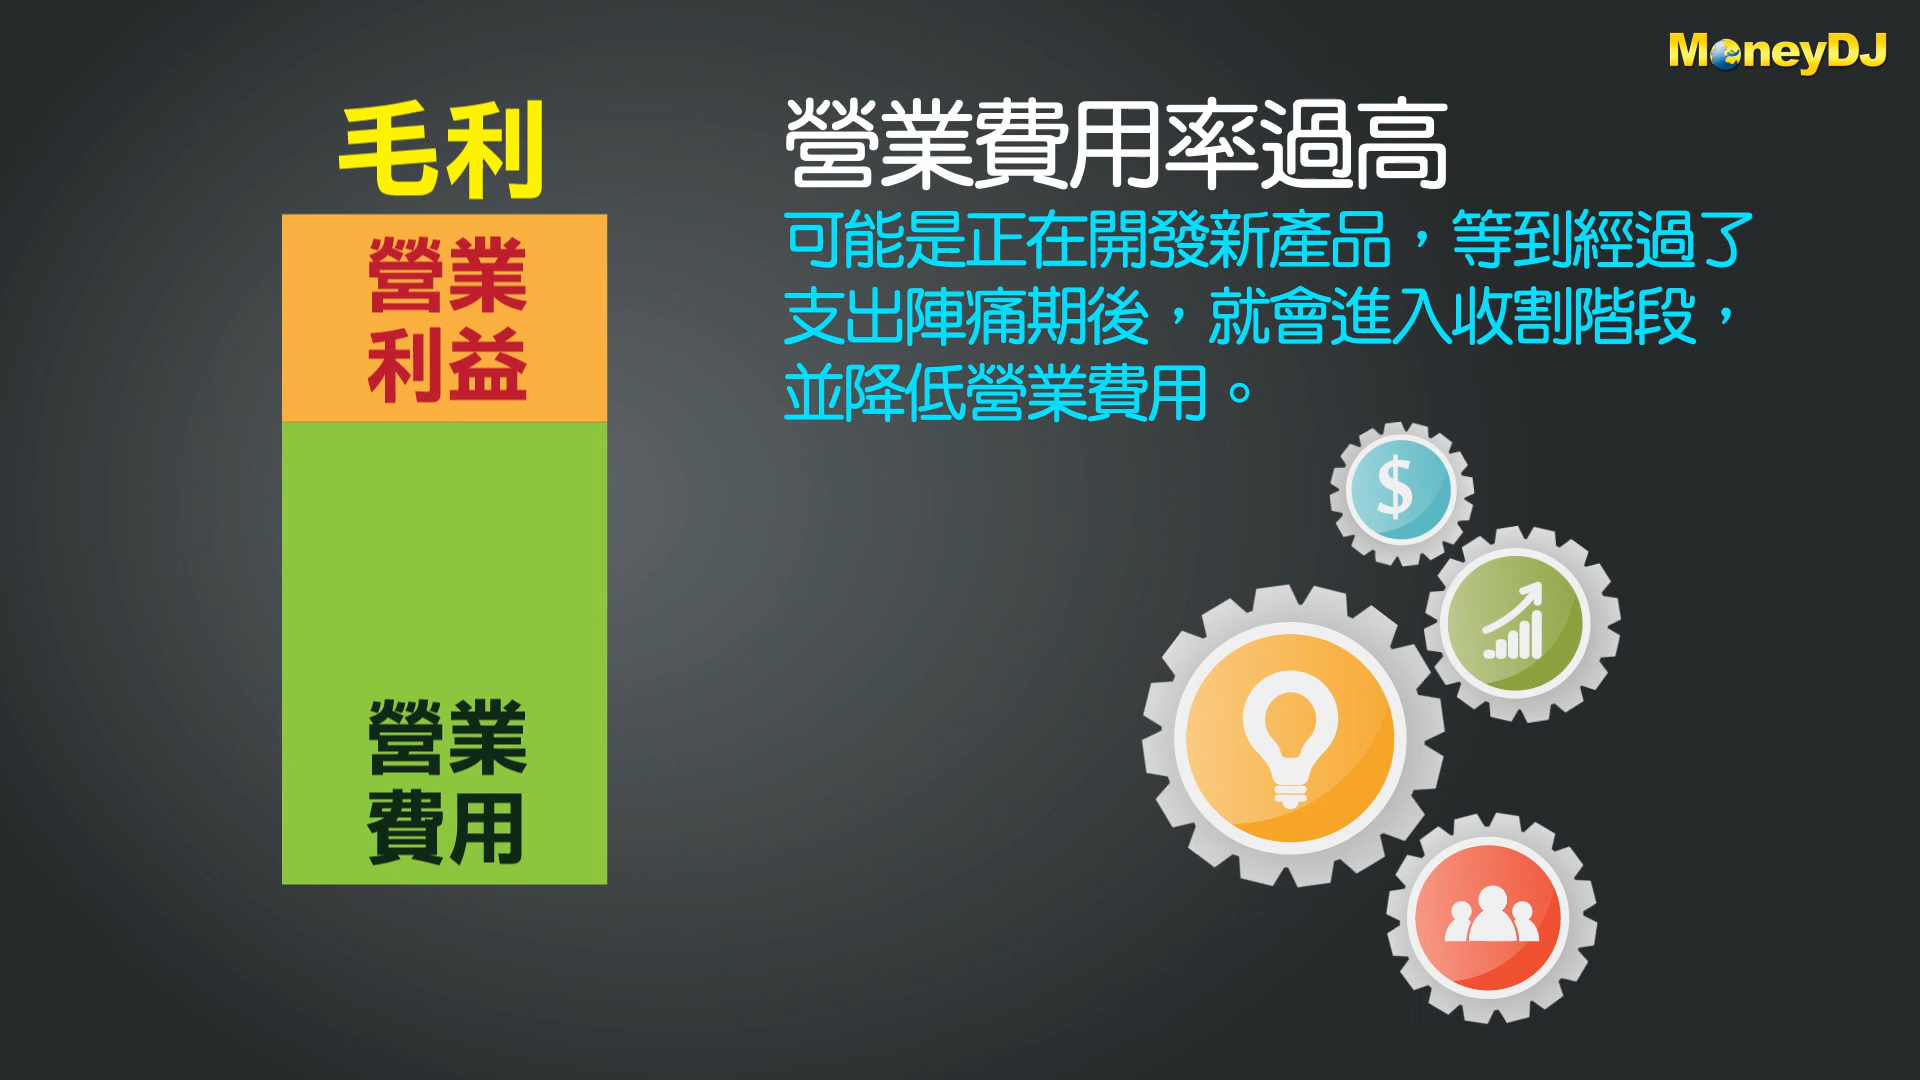 MoneyDJ
毛利
營業
利益
營業
費用
營業費用率過高
可能是正在開發新產品，等到經過了
支出陣痛期後，就會進入收割階段，
並降低營業費用。
$